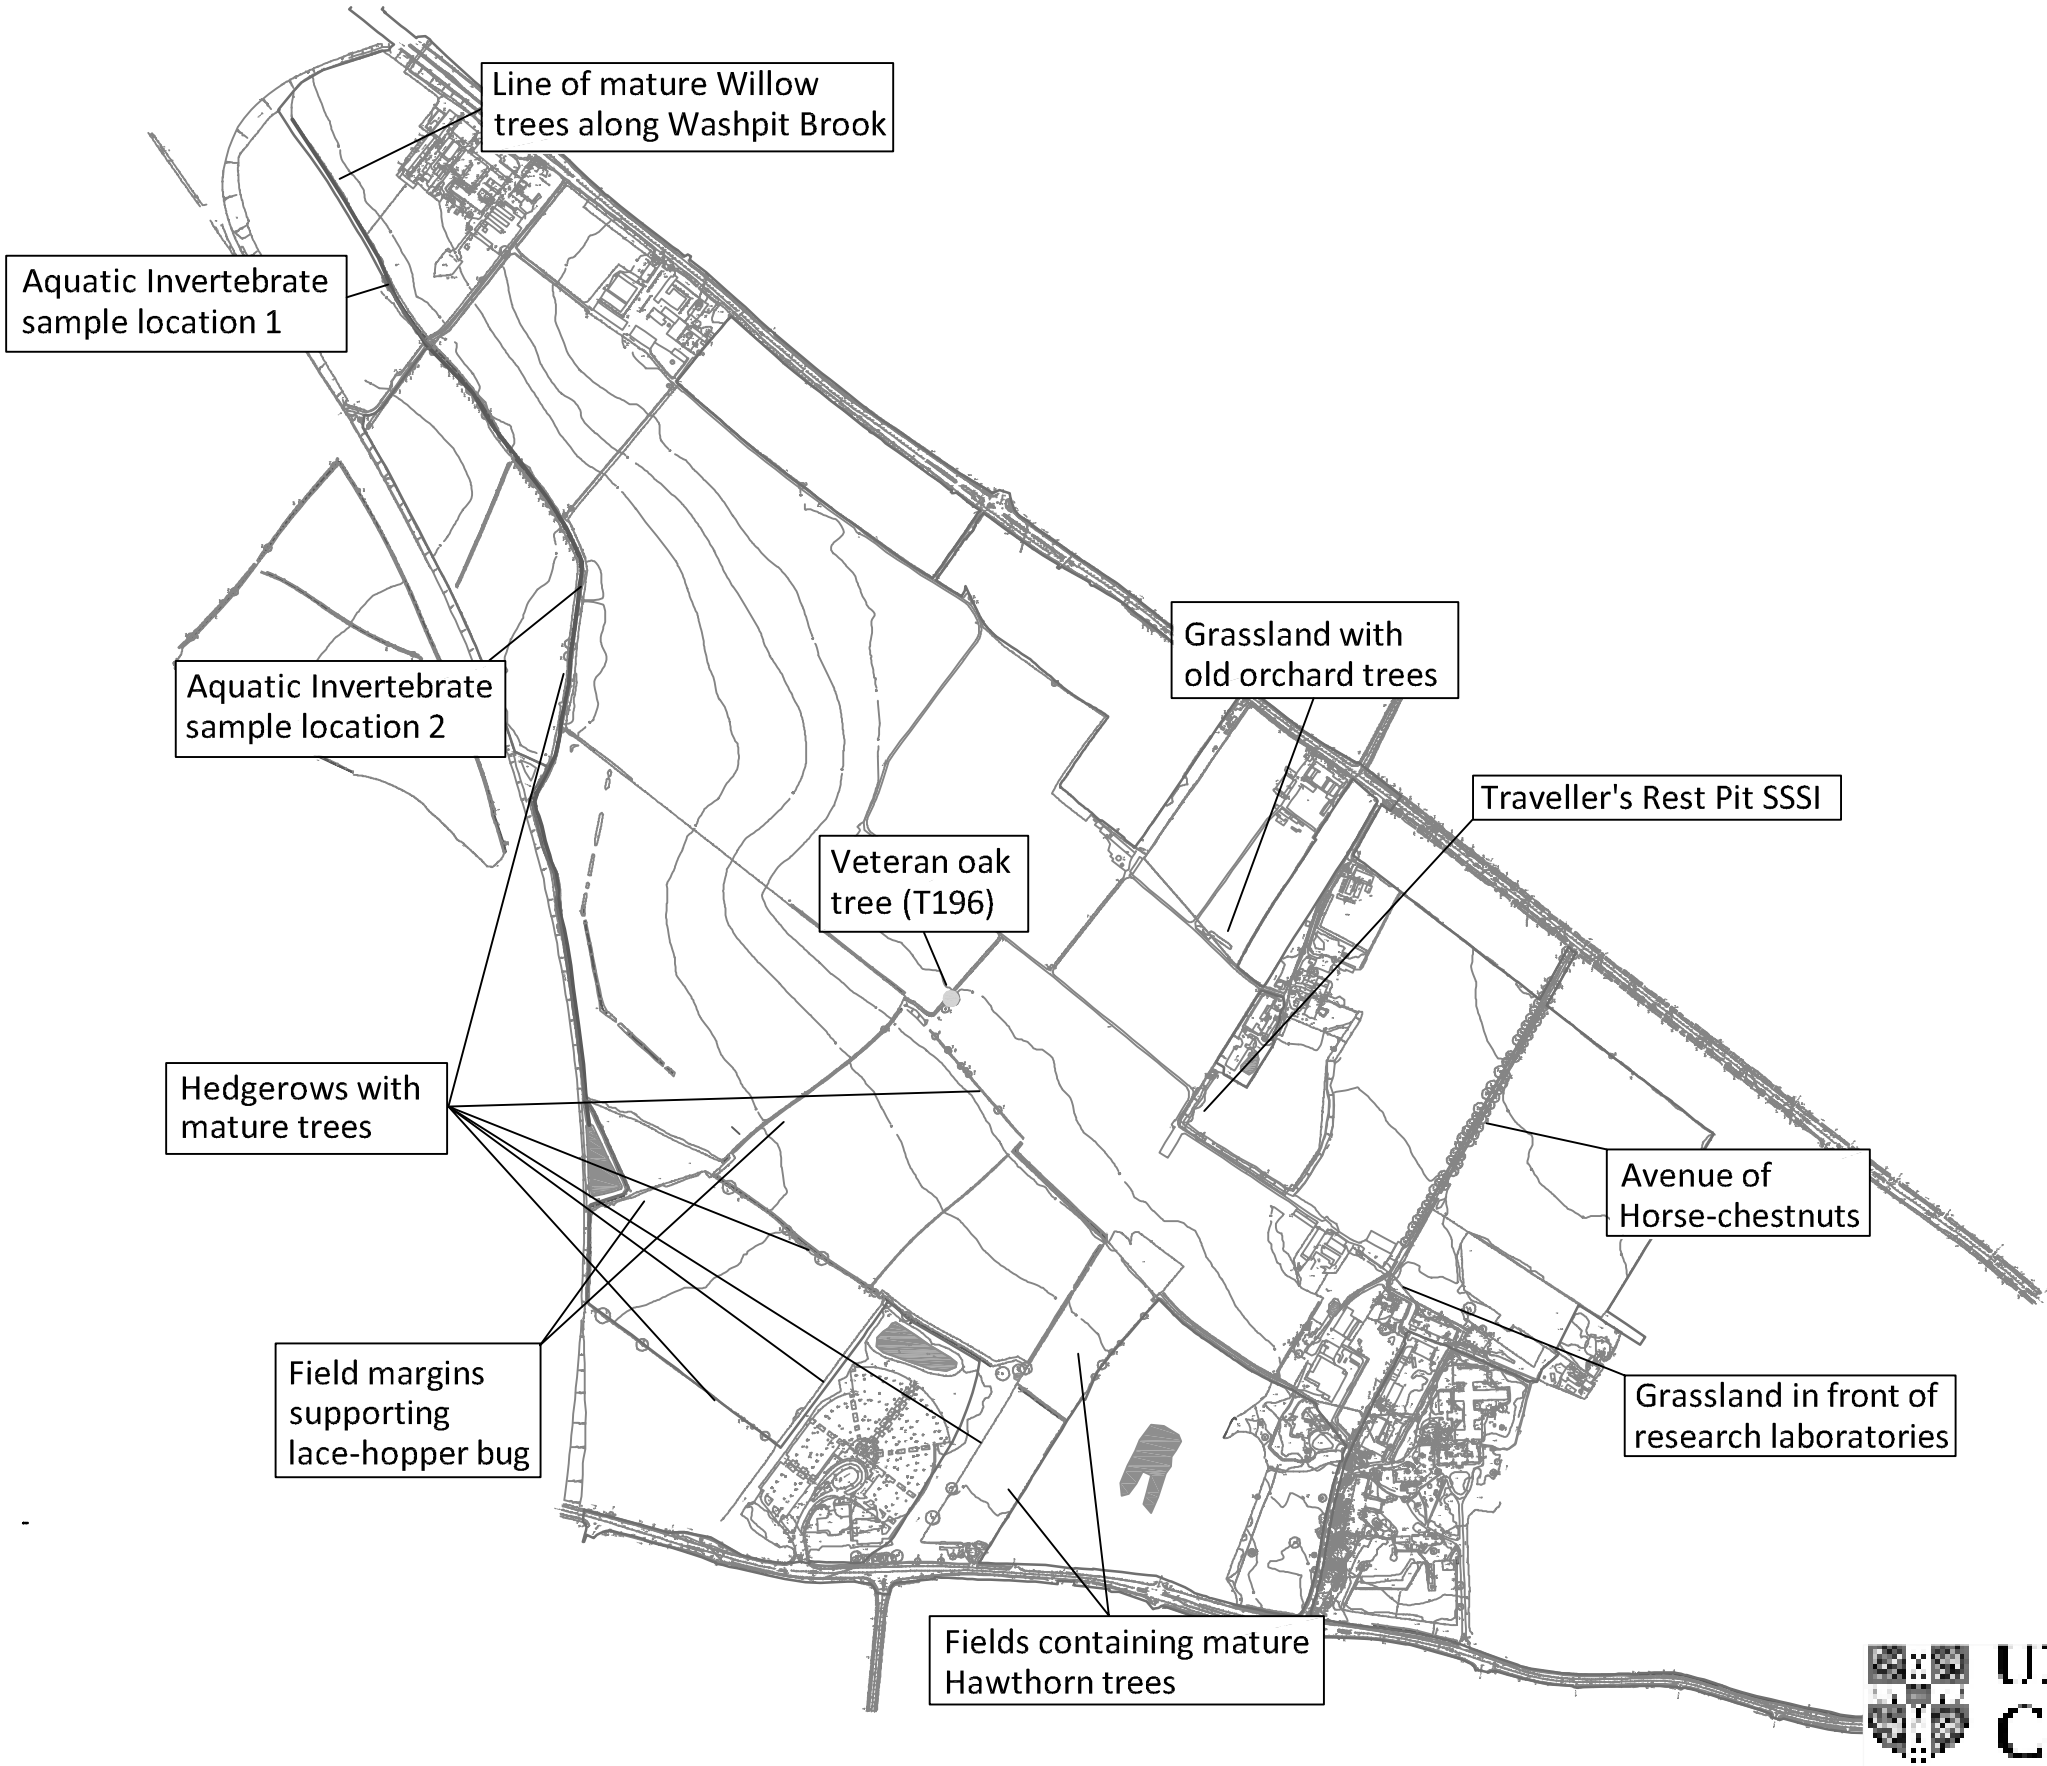 Line of mature Willow
trees along Washpit Brook
Aquatic Invertebrate
sample location 1
Grassland with
old orchard trees
Aquatic Invertebrate
sample location 2
Traveller's Rest Pit SSSI
Veteran oak
tree (T196)
Hedgerows with
mature trees
Avenue of
Horse-chestnuts
Field margins
supporting
lace-hopper bug
Grassland in front of
research laboratories
Fields containing mature
Hawthorn trees